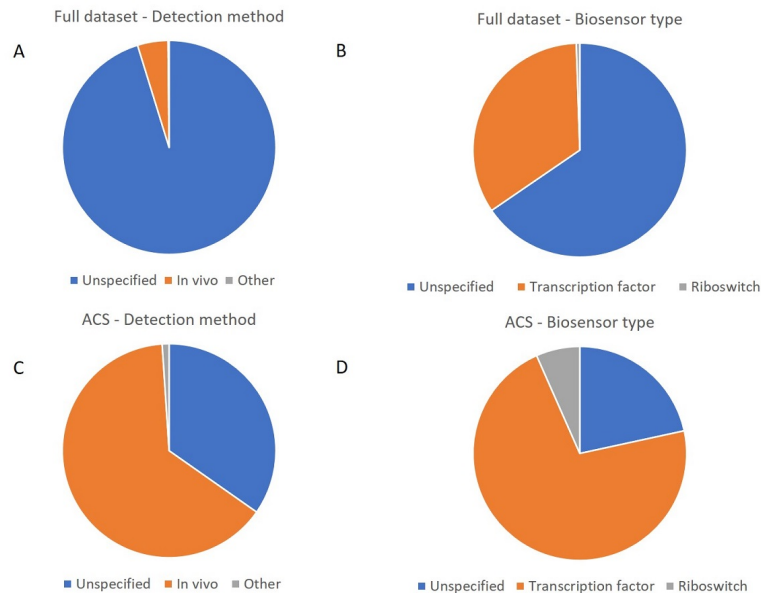 Full dataset - Detection method
A
Unspecified In vivo Other
Full dataset - Biosensor type
B
Unspecified Transcription factor Riboswitch
ACS - Detection method
C
Unspecified In vivo Other
ACS - Biosensor type
D
Unspecified Transcription factor Riboswitch